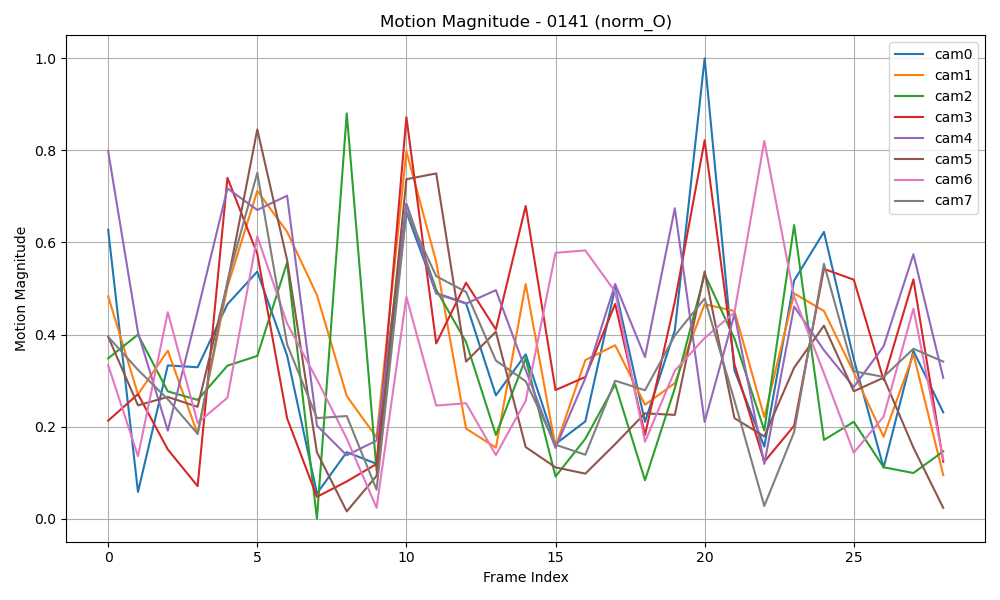 Motion Magnitude - 0141 (norm_O)
Motion Magnitude
1.0
0.8
0.6
0.4
0.2
0.0
0 5 10 15 20 25
Frame Index
cam0
cam1
cam2
cam3
cam4
cam5
cam6
cam7